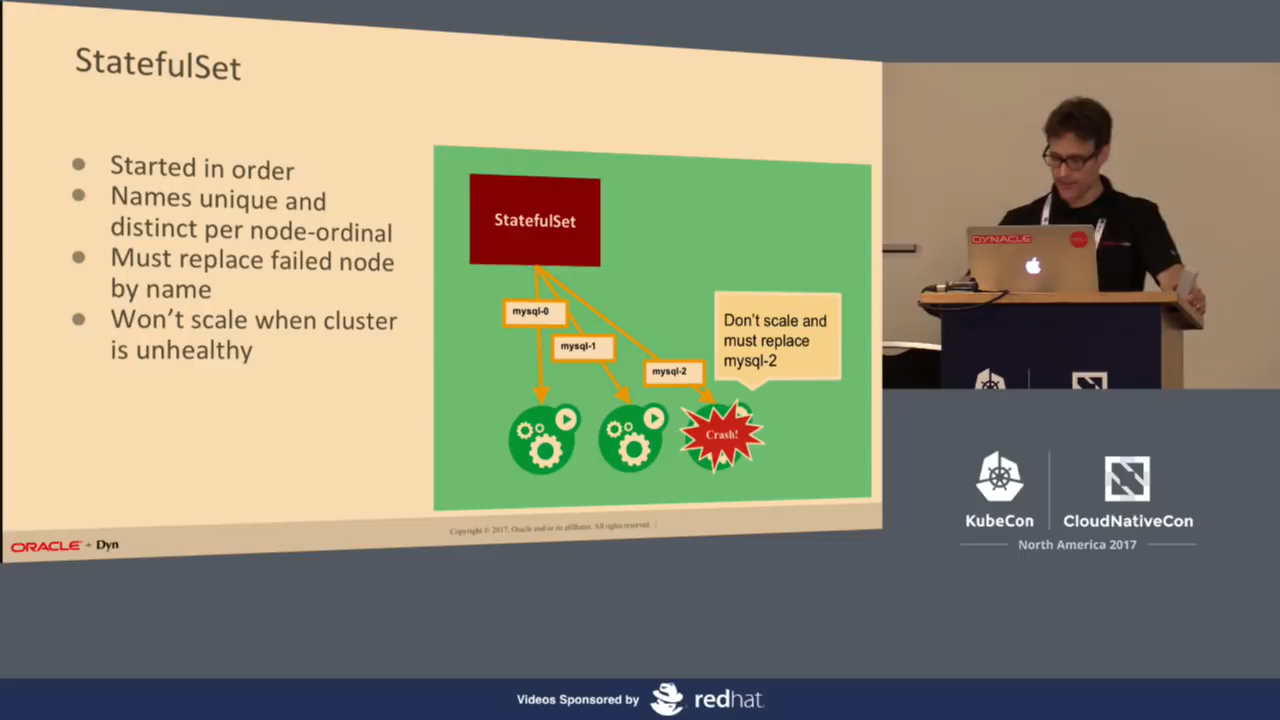 StatefulSet
Started in order
Names unique and
distinct per node-ordinal
Must replace failed node
by name
Won't scale when cluster
is unhealthy
StatefulSet
mysql-0
mysql-1
mysql-2
Don't scale and
must replace
mysql-2
Crash!
Copyright © 2017, Oracle and/or its affiliates. All rights reserved. |
ORACLE + Dyn
DYNACLE
KubeCon
CloudNativeCon
North America 2017
Videos Sponsored by
redhat